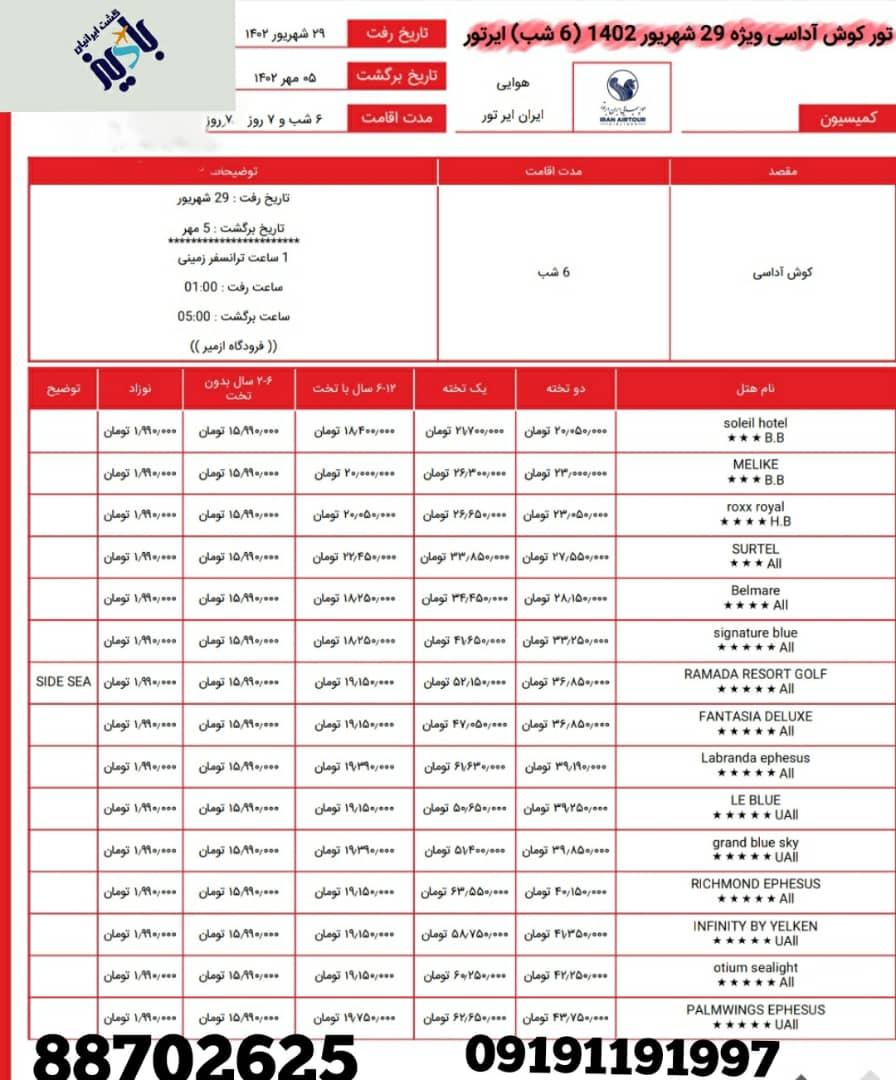 گشت ایرانیان
بادیز
تور کوش آداسی ویژه 29 شهریور 1402 (6 شب) ایرتور
تاریخ رفت ۲۹ شهریور ۱۴۰۲
تاریخ برگشت ۰۵ مهر ۱۴۰۲
مدت اقامت ۶ شب و ۷ روز ۷ روز
هوایی
ایران ایر تور
IRAN AIRTOUR
کمیسیون
مقصد مدت اقامت توضیحات
کوش آداسی 6 شب
تاریخ رفت : 29 شهریور
تاریخ برگشت : 5 مهر
***********************
1 ساعت ترانسفر زمینی
ساعت رفت : 01:00
ساعت برگشت : 05:00
(( فرودگاه ازمیر ))
نام هتل دو تخته یک تخته ۶-۱۲ سال با تخت ۲-۶ سال بدون تخت نوزاد توضیح
soleil hotel ★★★ B.B ۲۰٫۰۵۰٫۰۰۰ تومان ۲۱٫۷۰۰٫۰۰۰ تومان ۱۸٫۴۰۰٫۰۰۰ تومان ۱۵٫۹۹۰٫۰۰۰ تومان ۱٫۹۹۰٫۰۰۰ تومان
MELIKE ★★★ B.B ۲۳٫۰۰۰٫۰۰۰ تومان ۲۶٫۳۰۰٫۰۰۰ تومان ۲۰٫۰۰۰٫۰۰۰ تومان ۱۵٫۹۹۰٫۰۰۰ تومان ۱٫۹۹۰٫۰۰۰ تومان
roxx royal ★★★★ H.B ۲۳٫۰۵۰٫۰۰۰ تومان ۲۶٫۶۵۰٫۰۰۰ تومان ۲۰٫۰۵۰٫۰۰۰ تومان ۱۵٫۹۹۰٫۰۰۰ تومان ۱٫۹۹۰٫۰۰۰ تومان
SURTEL ★★★ All ۲۷٫۵۵۰٫۰۰۰ تومان ۳۳٫۸۵۰٫۰۰۰ تومان ۲۲٫۴۵۰٫۰۰۰ تومان ۱۵٫۹۹۰٫۰۰۰ تومان ۱٫۹۹۰٫۰۰۰ تومان
Belmare ★★★★ All ۲۸٫۱۵۰٫۰۰۰ تومان ۳۴٫۴۵۰٫۰۰۰ تومان ۱۸٫۲۵۰٫۰۰۰ تومان ۱۵٫۹۹۰٫۰۰۰ تومان ۱٫۹۹۰٫۰۰۰ تومان
signature blue ★★★★★ All ۳۳٫۲۵۰٫۰۰۰ تومان ۴۱٫۶۵۰٫۰۰۰ تومان ۱۸٫۲۵۰٫۰۰۰ تومان ۱۵٫۹۹۰٫۰۰۰ تومان ۱٫۹۹۰٫۰۰۰ تومان
RAMADA RESORT GOLF ★★★★★ All ۳۶٫۸۵۰٫۰۰۰ تومان ۵۲٫۱۵۰٫۰۰۰ تومان ۱۹٫۱۵۰٫۰۰۰ تومان ۱۵٫۹۹۰٫۰۰۰ تومان ۱٫۹۹۰٫۰۰۰ تومان SIDE SEA
FANTASIA DELUXE ★★★★★ All ۳۶٫۸۵۰٫۰۰۰ تومان ۴۷٫۰۵۰٫۰۰۰ تومان ۱۹٫۱۵۰٫۰۰۰ تومان ۱۵٫۹۹۰٫۰۰۰ تومان ۱٫۹۹۰٫۰۰۰ تومان
Labranda ephesus ★★★★★ All ۳۹٫۱۹۰٫۰۰۰ تومان ۶۱٫۶۳۰٫۰۰۰ تومان ۱۹٫۳۹۰٫۰۰۰ تومان ۱۵٫۹۹۰٫۰۰۰ تومان ۱٫۹۹۰٫۰۰۰ تومان
LE BLUE ★★★★★ UAll ۳۹٫۲۵۰٫۰۰۰ تومان ۵۰٫۶۵۰٫۰۰۰ تومان ۱۹٫۱۵۰٫۰۰۰ تومان ۱۵٫۹۹۰٫۰۰۰ تومان ۱٫۹۹۰٫۰۰۰ تومان
grand blue sky ★★★★★ UAll ۳۹٫۸۵۰٫۰۰۰ تومان ۵۱٫۴۰۰٫۰۰۰ تومان ۱۹٫۳۹۰٫۰۰۰ تومان ۱۵٫۹۹۰٫۰۰۰ تومان ۱٫۹۹۰٫۰۰۰ تومان
RICHMOND EPHESUS ★★★★★ All ۴۰٫۱۵۰٫۰۰۰ تومان ۶۳٫۵۵۰٫۰۰۰ تومان ۱۹٫۱۵۰٫۰۰۰ تومان ۱۵٫۹۹۰٫۰۰۰ تومان ۱٫۹۹۰٫۰۰۰ تومان
INFINITY BY YELKEN ★★★★★ UAll ۴۱٫۳۵۰٫۰۰۰ تومان ۵۸٫۷۵۰٫۰۰۰ تومان ۱۹٫۱۵۰٫۰۰۰ تومان ۱۵٫۹۹۰٫۰۰۰ تومان ۱٫۹۹۰٫۰۰۰ تومان
otium sealight ★★★★★ All ۴۲٫۲۵۰٫۰۰۰ تومان ۶۰٫۲۵۰٫۰۰۰ تومان ۱۹٫۱۵۰٫۰۰۰ تومان ۱۵٫۹۹۰٫۰۰۰ تومان ۱٫۹۹۰٫۰۰۰ تومان
PALMWINGS EPHESUS ★★★★★ UAll ۴۳٫۷۵۰٫۰۰۰ تومان ۶۲٫۶۵۰٫۰۰۰ تومان ۱۹٫۷۵۰٫۰۰۰ تومان ۱۵٫۹۹۰٫۰۰۰ تومان ۱٫۹۹۰٫۰۰۰ تومان
88702625 09191191997